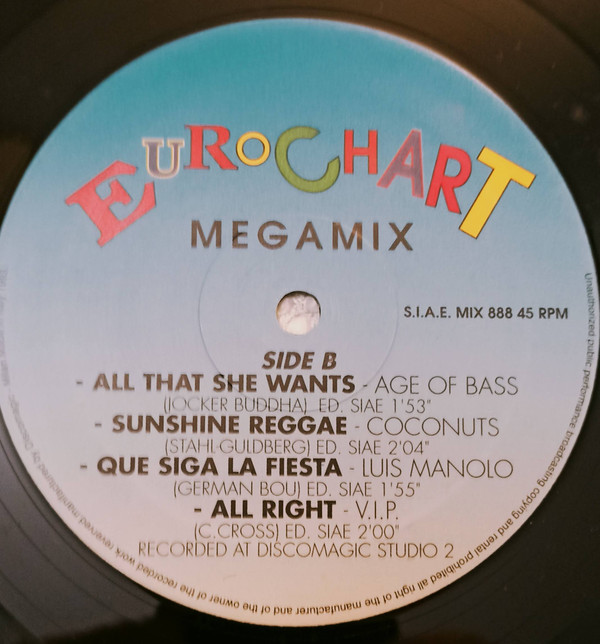 EUROCHART
MEGAMIX
S.I.A.E. MIX 888 45 RPM
SIDE B
- ALL THAT SHE WANTS - AGE OF BASS
(JOCKER BUDDHA) ED. SIAE 1'53"
- SUNSHINE REGGAE - COCONUTS
(STAHL-GULDBERG) ED. SIAE 2'04"
- QUE SIGA LA FIESTA - LUIS MANOLO
(GERMAN BOU) ED. SIAE 1'55"
- ALL RIGHT - V.I.P.
(C.CROSS) ED. SIAE 2'00"
RECORDED AT DISCOMAGIC STUDIO 2
Unauthorized public performance broadcasting copying and rental prohibited all right of the manufacturer and of the owner of the recorded work reserved manufactured by Discomagic